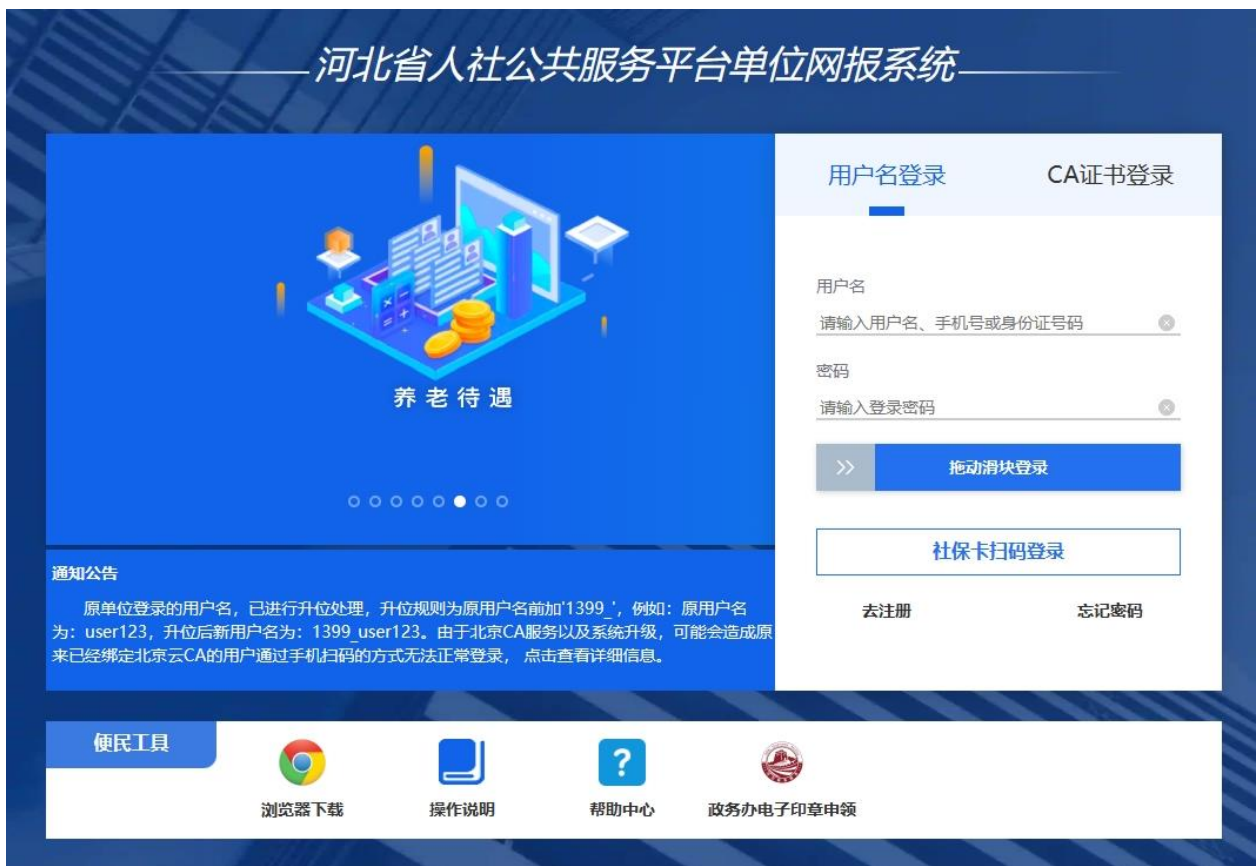 河北省人社公共服务平台单位网报系统
养老待遇
通知公告
原单位登录的用户名，已进行升位处理，升位规则为原用户名前加'1399_'，例如：原用户名
为：user123，升位后新用户名为：1399_user123。由于北京CA服务以及系统升级，可能会造成原
来已经绑定北京云CA的用户通过手机扫码的方式无法正常登录， 点击查看详细信息。
用户名登录
CA证书登录
用户名
请输入用户名、手机号或身份证号码
密码
请输入登录密码
>> 拖动滑块登录
社保卡扫码登录
去注册
忘记密码
便民工具
浏览器下载
操作说明
帮助中心
政务办电子印章申领